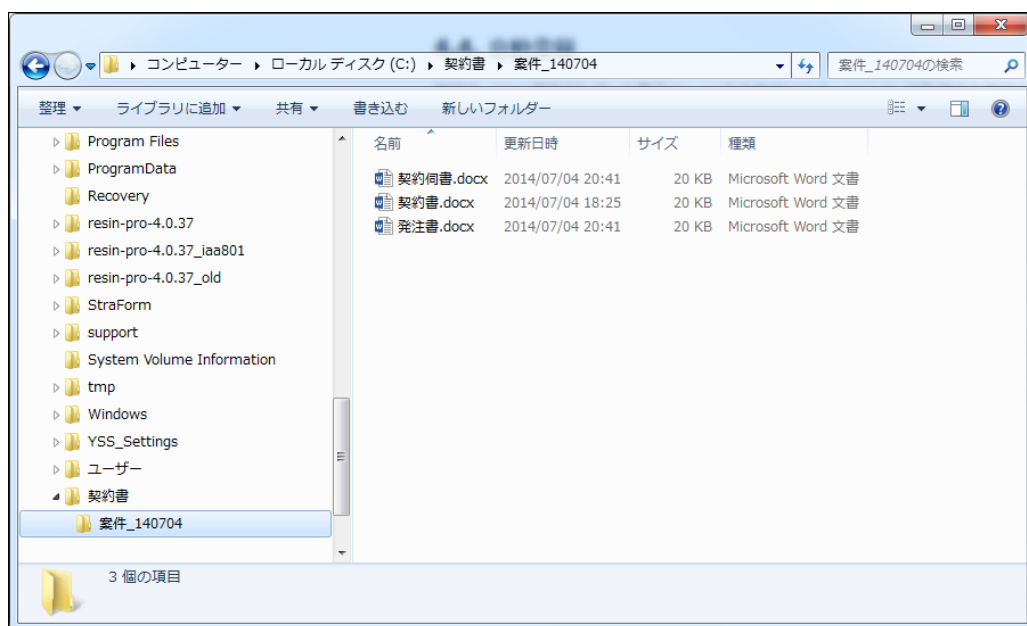 コンピューター ローカル ディスク (C:) 契約書 案件_140704 案件_140704の検索
整理 ライブラリに追加 共有 書き込む 新しいフォルダー
Program Files
ProgramData
Recovery
resin-pro-4.0.37
resin-pro-4.0.37_iaa801
resin-pro-4.0.37_old
StraForm
support
System Volume Information
tmp
Windows
YSS_Settings
ユーザー
契約書
案件_140704
名前 更新日時 サイズ 種類
契約伺書.docx 2014/07/04 20:41 20 KB Microsoft Word 文書
契約書.docx 2014/07/04 18:25 20 KB Microsoft Word 文書
発注書.docx 2014/07/04 20:41 20 KB Microsoft Word 文書
3 個の項目